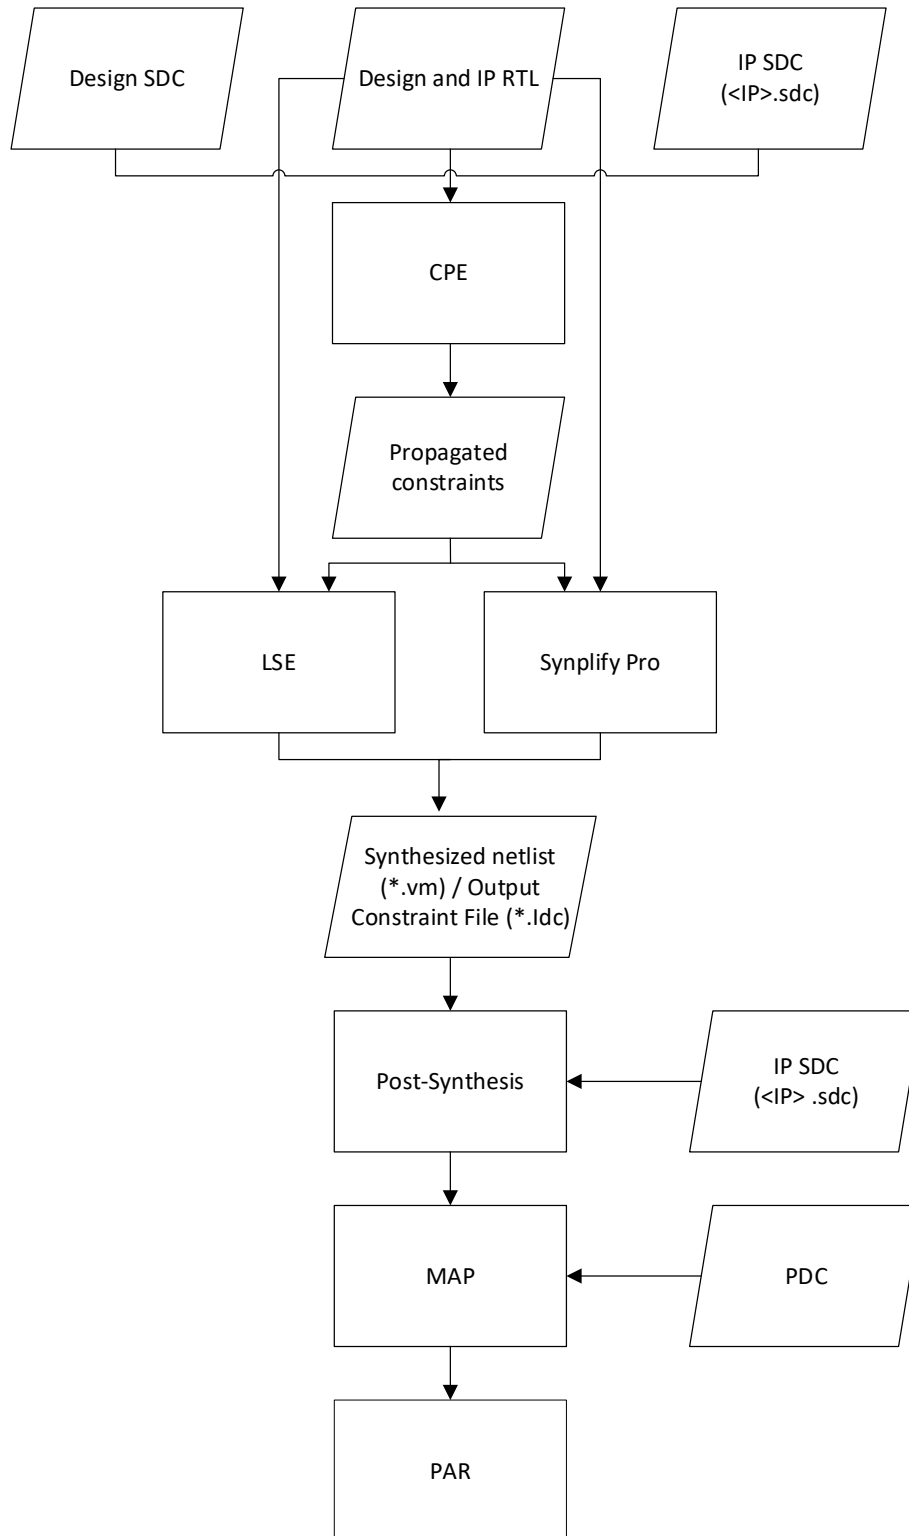 Design SDC
Design and IP RTL
IP SDC
(<IP>.sdc)
CPE
Propagated
constraints
LSE
Synplify Pro
Synthesized netlist
(*.vm) / Output
Constraint File (*.ldc)
Post-Synthesis
IP SDC
(<IP> .sdc)
MAP
PDC
PAR